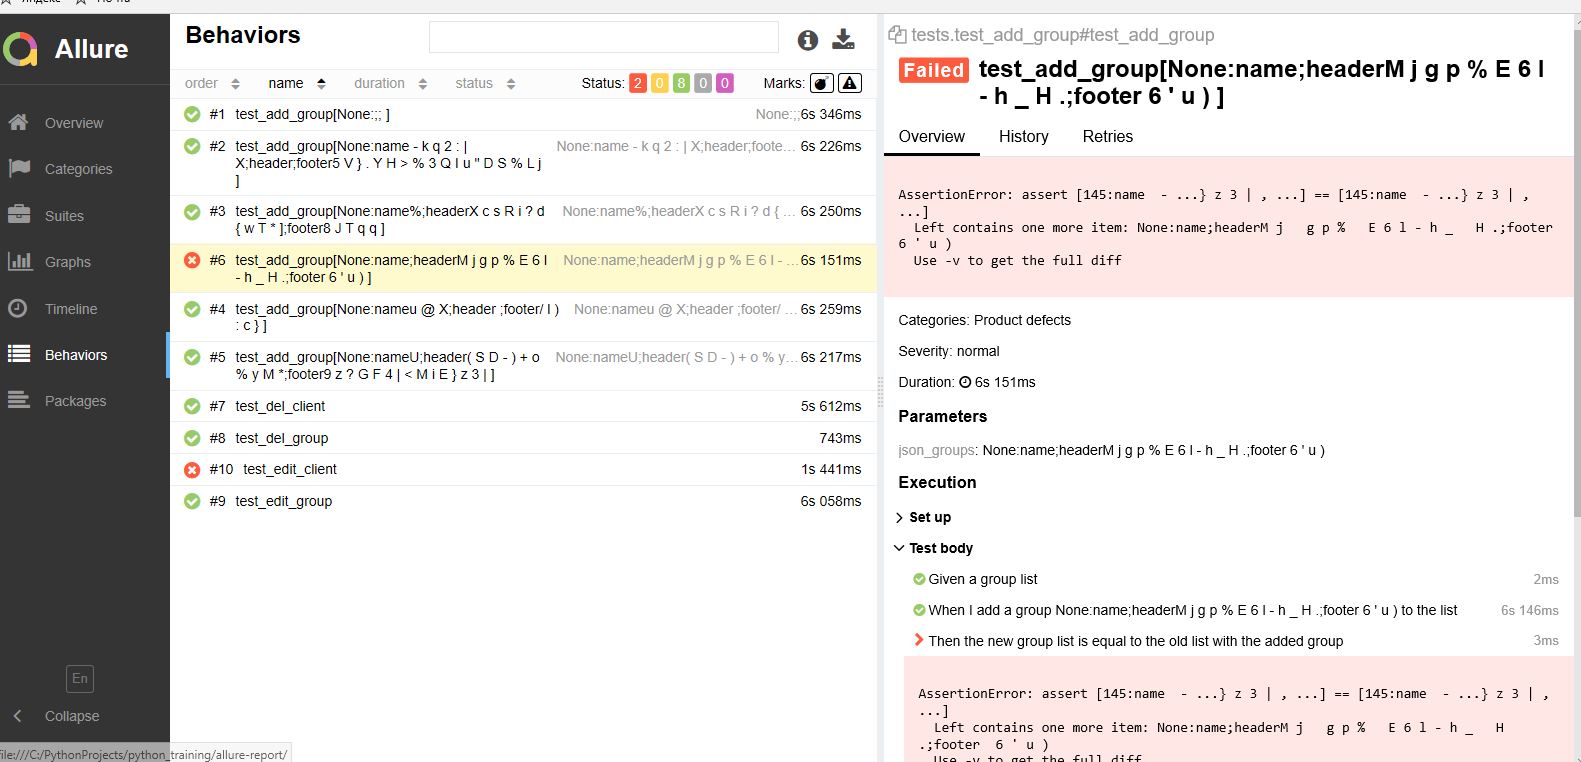 Allure
Overview
Categories
Suites
Graphs
Timeline
Behaviors
Packages
En
Collapse
file:///C:/PythonProjects/python_training/allure-report/
Behaviors
order name duration status Status: 2 0 8 0 0 Marks:
#1 test_add_group[None:;; ] None:;; 6s 346ms
#2 test_add_group[None:name - k q 2 : | None:name - k q 2 : | X;header;foote... 6s 226ms
X;header;footer5 V } . Y H > % 3 Q I u " D S % L j
]
#3 test_add_group[None:name%;headerX c s R i ? d None:name%;headerX c s R i ? d { ... 6s 250ms
{ w T * ];footer8 J T q q ]
#6 test_add_group[None:name;headerM j g p % E 6 l None:name;headerM j g p % E 6 l - ... 6s 151ms
- h _ H .;footer 6 ' u ) ]
#4 test_add_group[None:nameu @ X;header ;footer/ I ) None:nameu @ X;header ;footer/ ... 6s 259ms
: c } ]
#5 test_add_group[None:nameU;header( S D - ) + o None:nameU;header( S D - ) + o % y... 6s 217ms
% y M *;footer9 z ? G F 4 | < M i E } z 3 | ]
#7 test_del_client 5s 612ms
#8 test_del_group 743ms
#10 test_edit_client 1s 441ms
#9 test_edit_group 6s 058ms
tests.test_add_group#test_add_group
Failed test_add_group[None:name;headerM j g p % E 6 l
- h _ H .;footer 6 ' u ) ]
Overview History Retries
AssertionError: assert [145:name - ...} z 3 | , ...] == [145:name - ...} z 3 | ,
...]
Left contains one more item: None:name;headerM j g p % E 6 l - h _ H .;footer
6 ' u )
Use -v to get the full diff
Categories: Product defects
Severity: normal
Duration: 6s 151ms
Parameters
json_groups: None:name;headerM j g p % E 6 l - h _ H .;footer 6 ' u )
Execution
Set up
Test body
Given a group list 2ms
When I add a group None:name;headerM j g p % E 6 l - h _ H .;footer 6 ' u ) to the list 6s 146ms
Then the new group list is equal to the old list with the added group 3ms
AssertionError: assert [145:name - ...} z 3 | , ...] == [145:name - ...} z 3 | ,
...]
Left contains one more item: None:name;headerM j g p % E 6 l - h _ H
.;footer 6 ' u )
Use -v to get the full diff